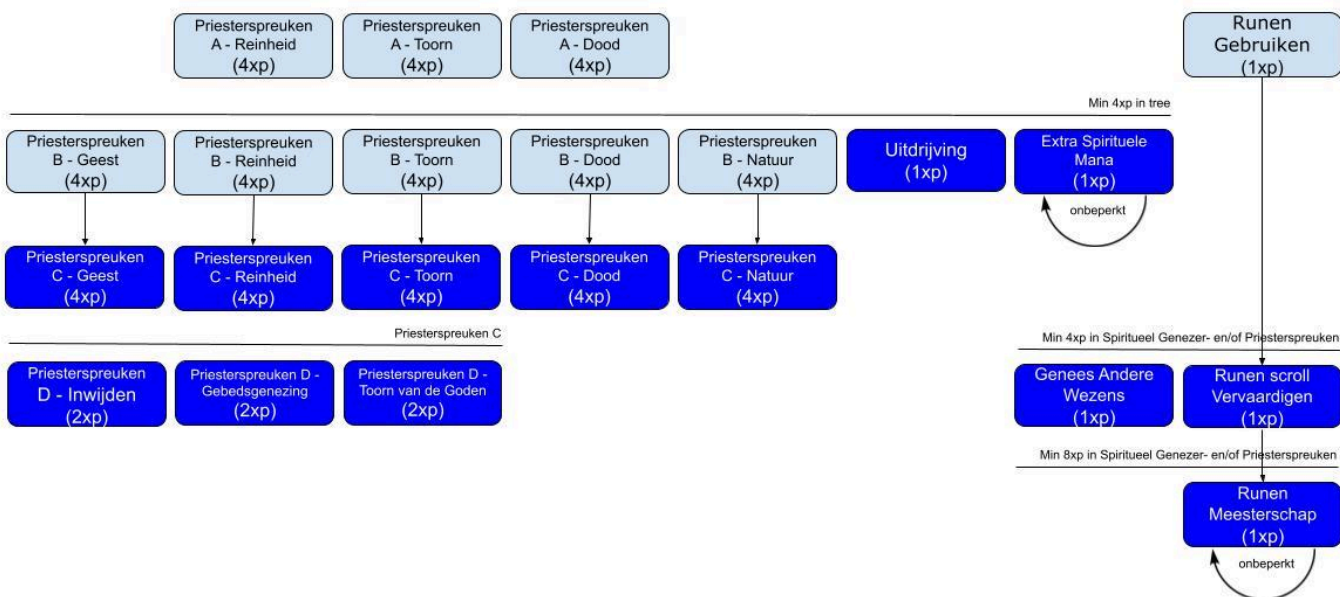 Priesterspreuken
A - Reinheid
(4xp)
Priesterspreuken
A - Toorn
(4xp)
Priesterspreuken
A - Dood
(4xp)
Runen
Gebruiken
(1xp)
Min 4xp in tree
Priesterspreuken
B - Geest
(4xp)
Priesterspreuken
B - Reinheid
(4xp)
Priesterspreuken
B - Toorn
(4xp)
Priesterspreuken
B - Dood
(4xp)
Priesterspreuken
B - Natuur
(4xp)
Uitdrijving
(1xp)
Extra Spirituele
Mana
(1xp)
onbeperkt
Priesterspreuken
C - Geest
(4xp)
Priesterspreuken
C - Reinheid
(4xp)
Priesterspreuken
C - Toorn
(4xp)
Priesterspreuken
C - Dood
(4xp)
Priesterspreuken
C - Natuur
(4xp)
Priesterspreuken C
Min 4xp in Spiritueel Genezer- en/of Priesterspreuken
Priesterspreuken
D - Inwijden
(2xp)
Priesterspreuken D -
Gebedsgenezing
(2xp)
Priesterspreuken D -
Toorn van de Goden
(2xp)
Genees Andere
Wezens
(1xp)
Runen scroll
Vervaardigen
(1xp)
Min 8xp in Spiritueel Genezer- en/of Priesterspreuken
Runen
Meesterschap
(1xp)
onbeperkt